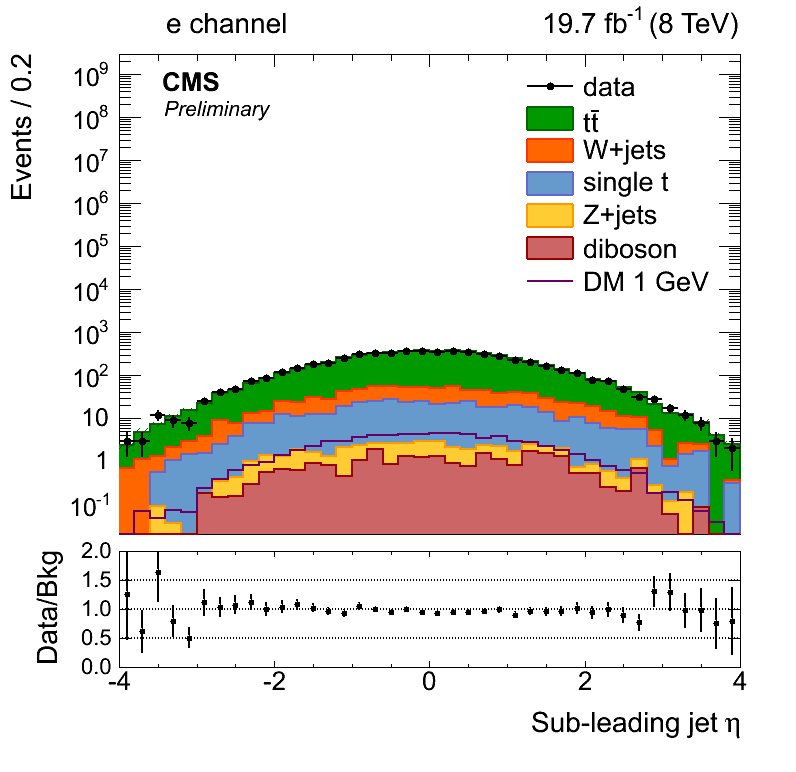 e channel 19.7 fb⁻¹ (8 TeV)
CMS
Preliminary
data
tt̄
W+jets
single t
Z+jets
diboson
DM 1 GeV
Events / 0.2
10⁹
10⁸
10⁷
10⁶
10⁵
10⁴
10³
10²
10
1
10⁻¹
Data/Bkg
2.0
1.5
1.0
0.5
0.0
-4 -2 0 2 4
Sub-leading jet η